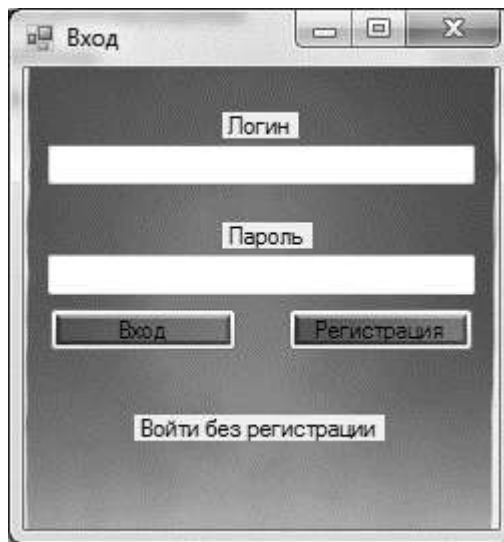 Вход
Логин
Пароль
Вход Регистрация
Войти без регистрации